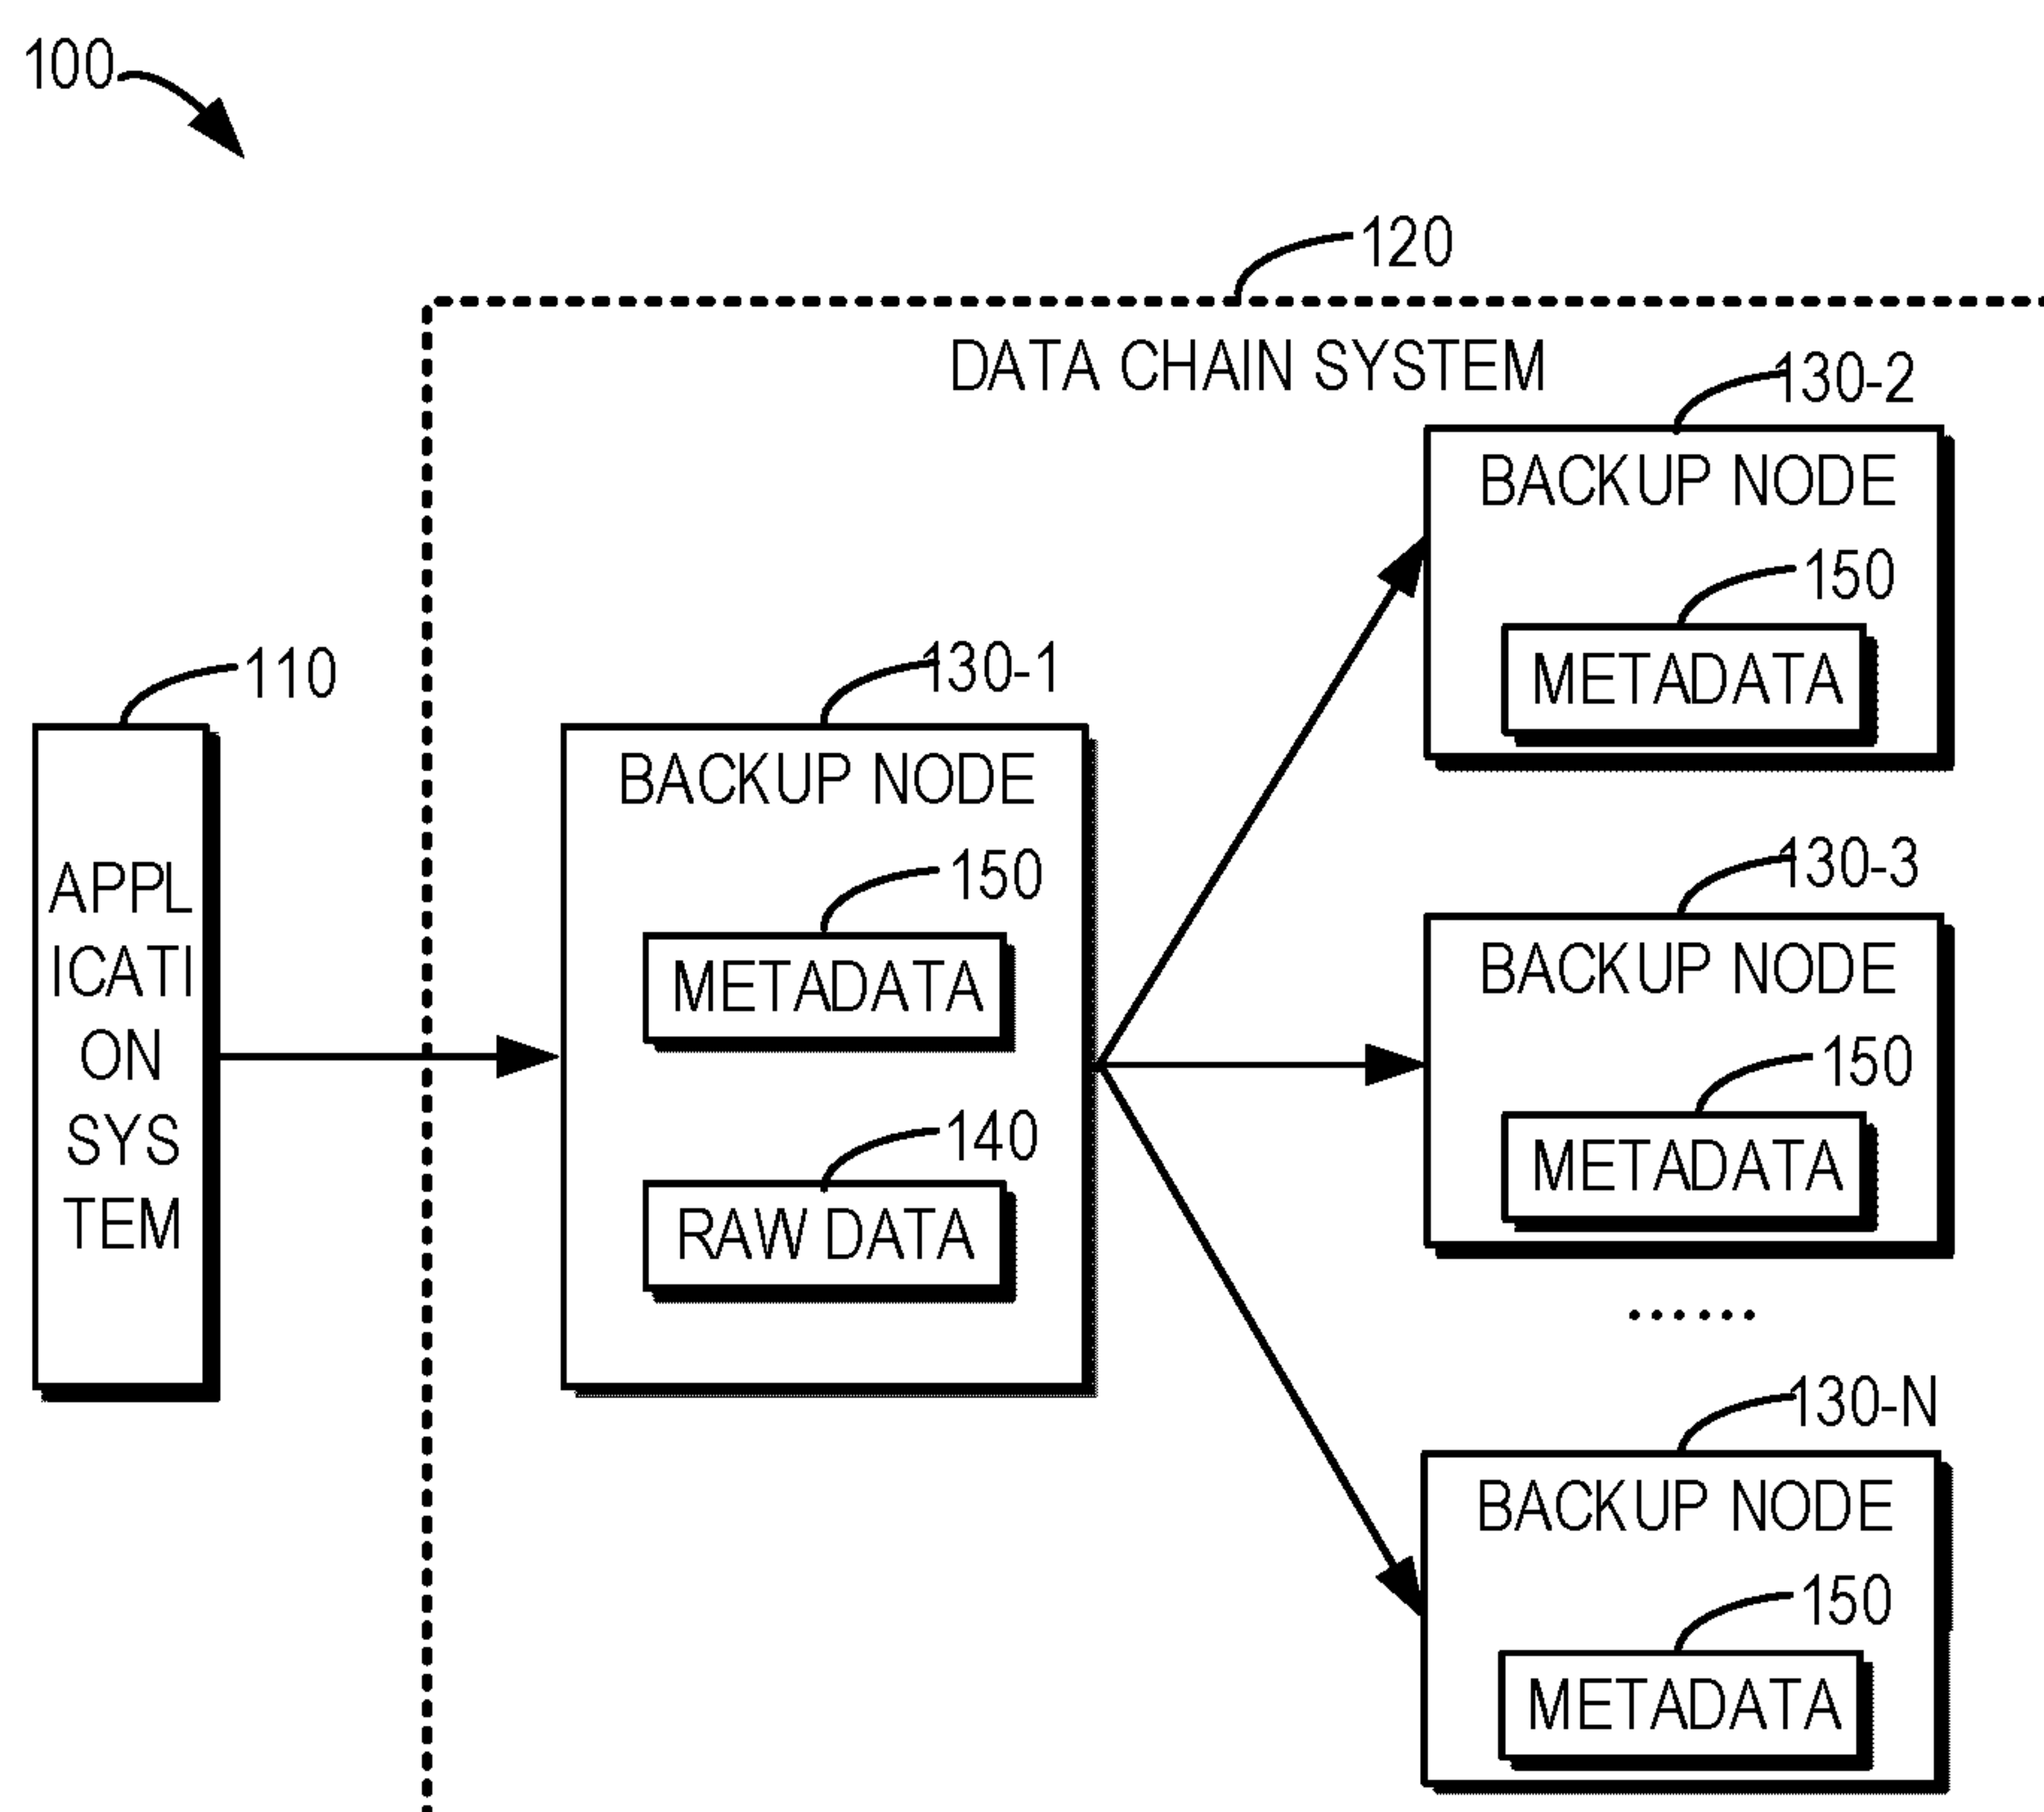 100
120
DATA CHAIN SYSTEM
130-2
BACKUP NODE
150
METADATA
110
APPL
ICATI
ON
SYS
TEM
130-1
BACKUP NODE
150
METADATA
140
RAW DATA
130-3
BACKUP NODE
150
METADATA
......
130-N
BACKUP NODE
150
METADATA